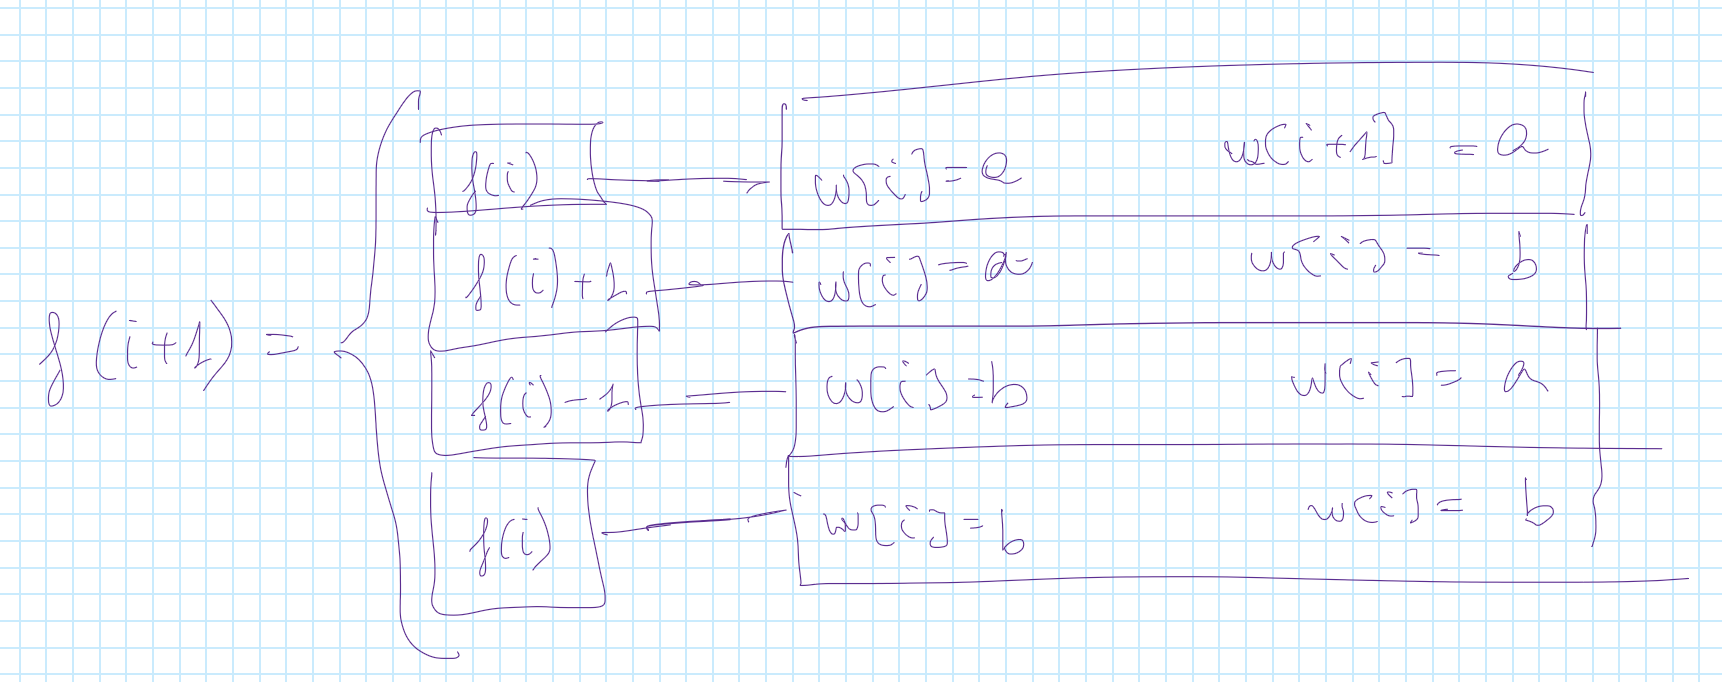 f(i) w[i]=a w[i+1] = a
f(i)+1 w[i]=a w[i]= b
f(i+1) =
f(i)-1 w[i]=b w[i]= a
f(i) w[i]=b w[i]= b